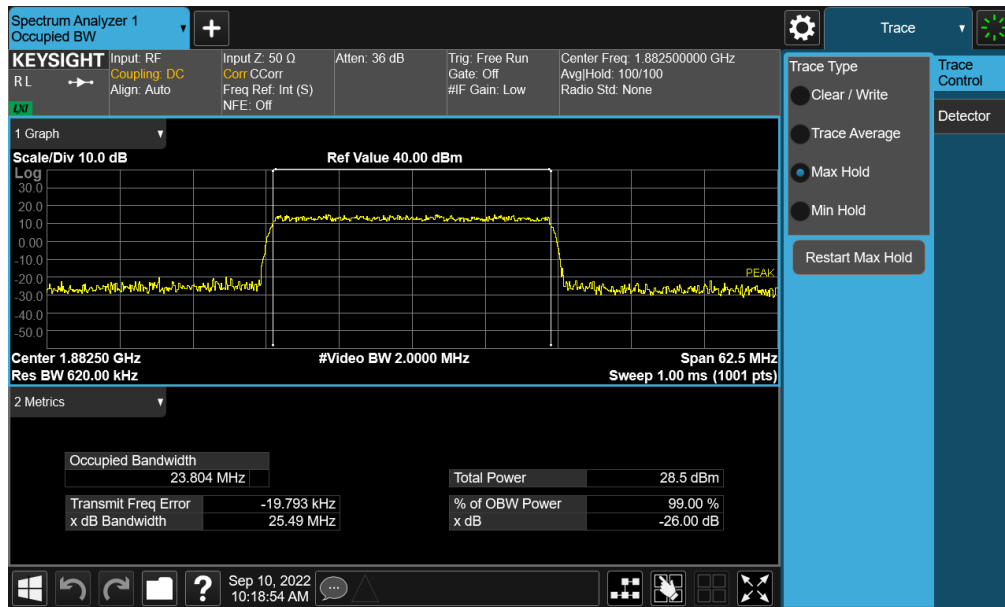 Spectrum Analyzer 1
Occupied BW
+
Trace
KEYSIGHT
R L
LXI
Input: RF
Coupling: DC
Align: Auto
Input Z: 50 Ω
Corr CCorr
Freq Ref: Int (S)
NFE: Off
Atten: 36 dB
Trig: Free Run
Gate: Off
#IF Gain: Low
Center Freq: 1.882500000 GHz
Avg|Hold: 100/100
Radio Std: None
Trace Type
Clear / Write
Trace Average
Max Hold
Min Hold
Restart Max Hold
Trace
Control
Detector
1 Graph
Scale/Div 10.0 dB
Ref Value 40.00 dBm
Log
30.0
20.0
10.0
0.00
-10.0
-20.0
-30.0
-40.0
-50.0
PEAK
Center 1.88250 GHz
#Video BW 2.0000 MHz
Span 62.5 MHz
Res BW 620.00 kHz
Sweep 1.00 ms (1001 pts)
2 Metrics
Occupied Bandwidth
23.804 MHz
Total Power 28.5 dBm
Transmit Freq Error -19.793 kHz
% of OBW Power 99.00 %
x dB Bandwidth 25.49 MHz
x dB -26.00 dB
?
Sep 10, 2022
10:18:54 AM